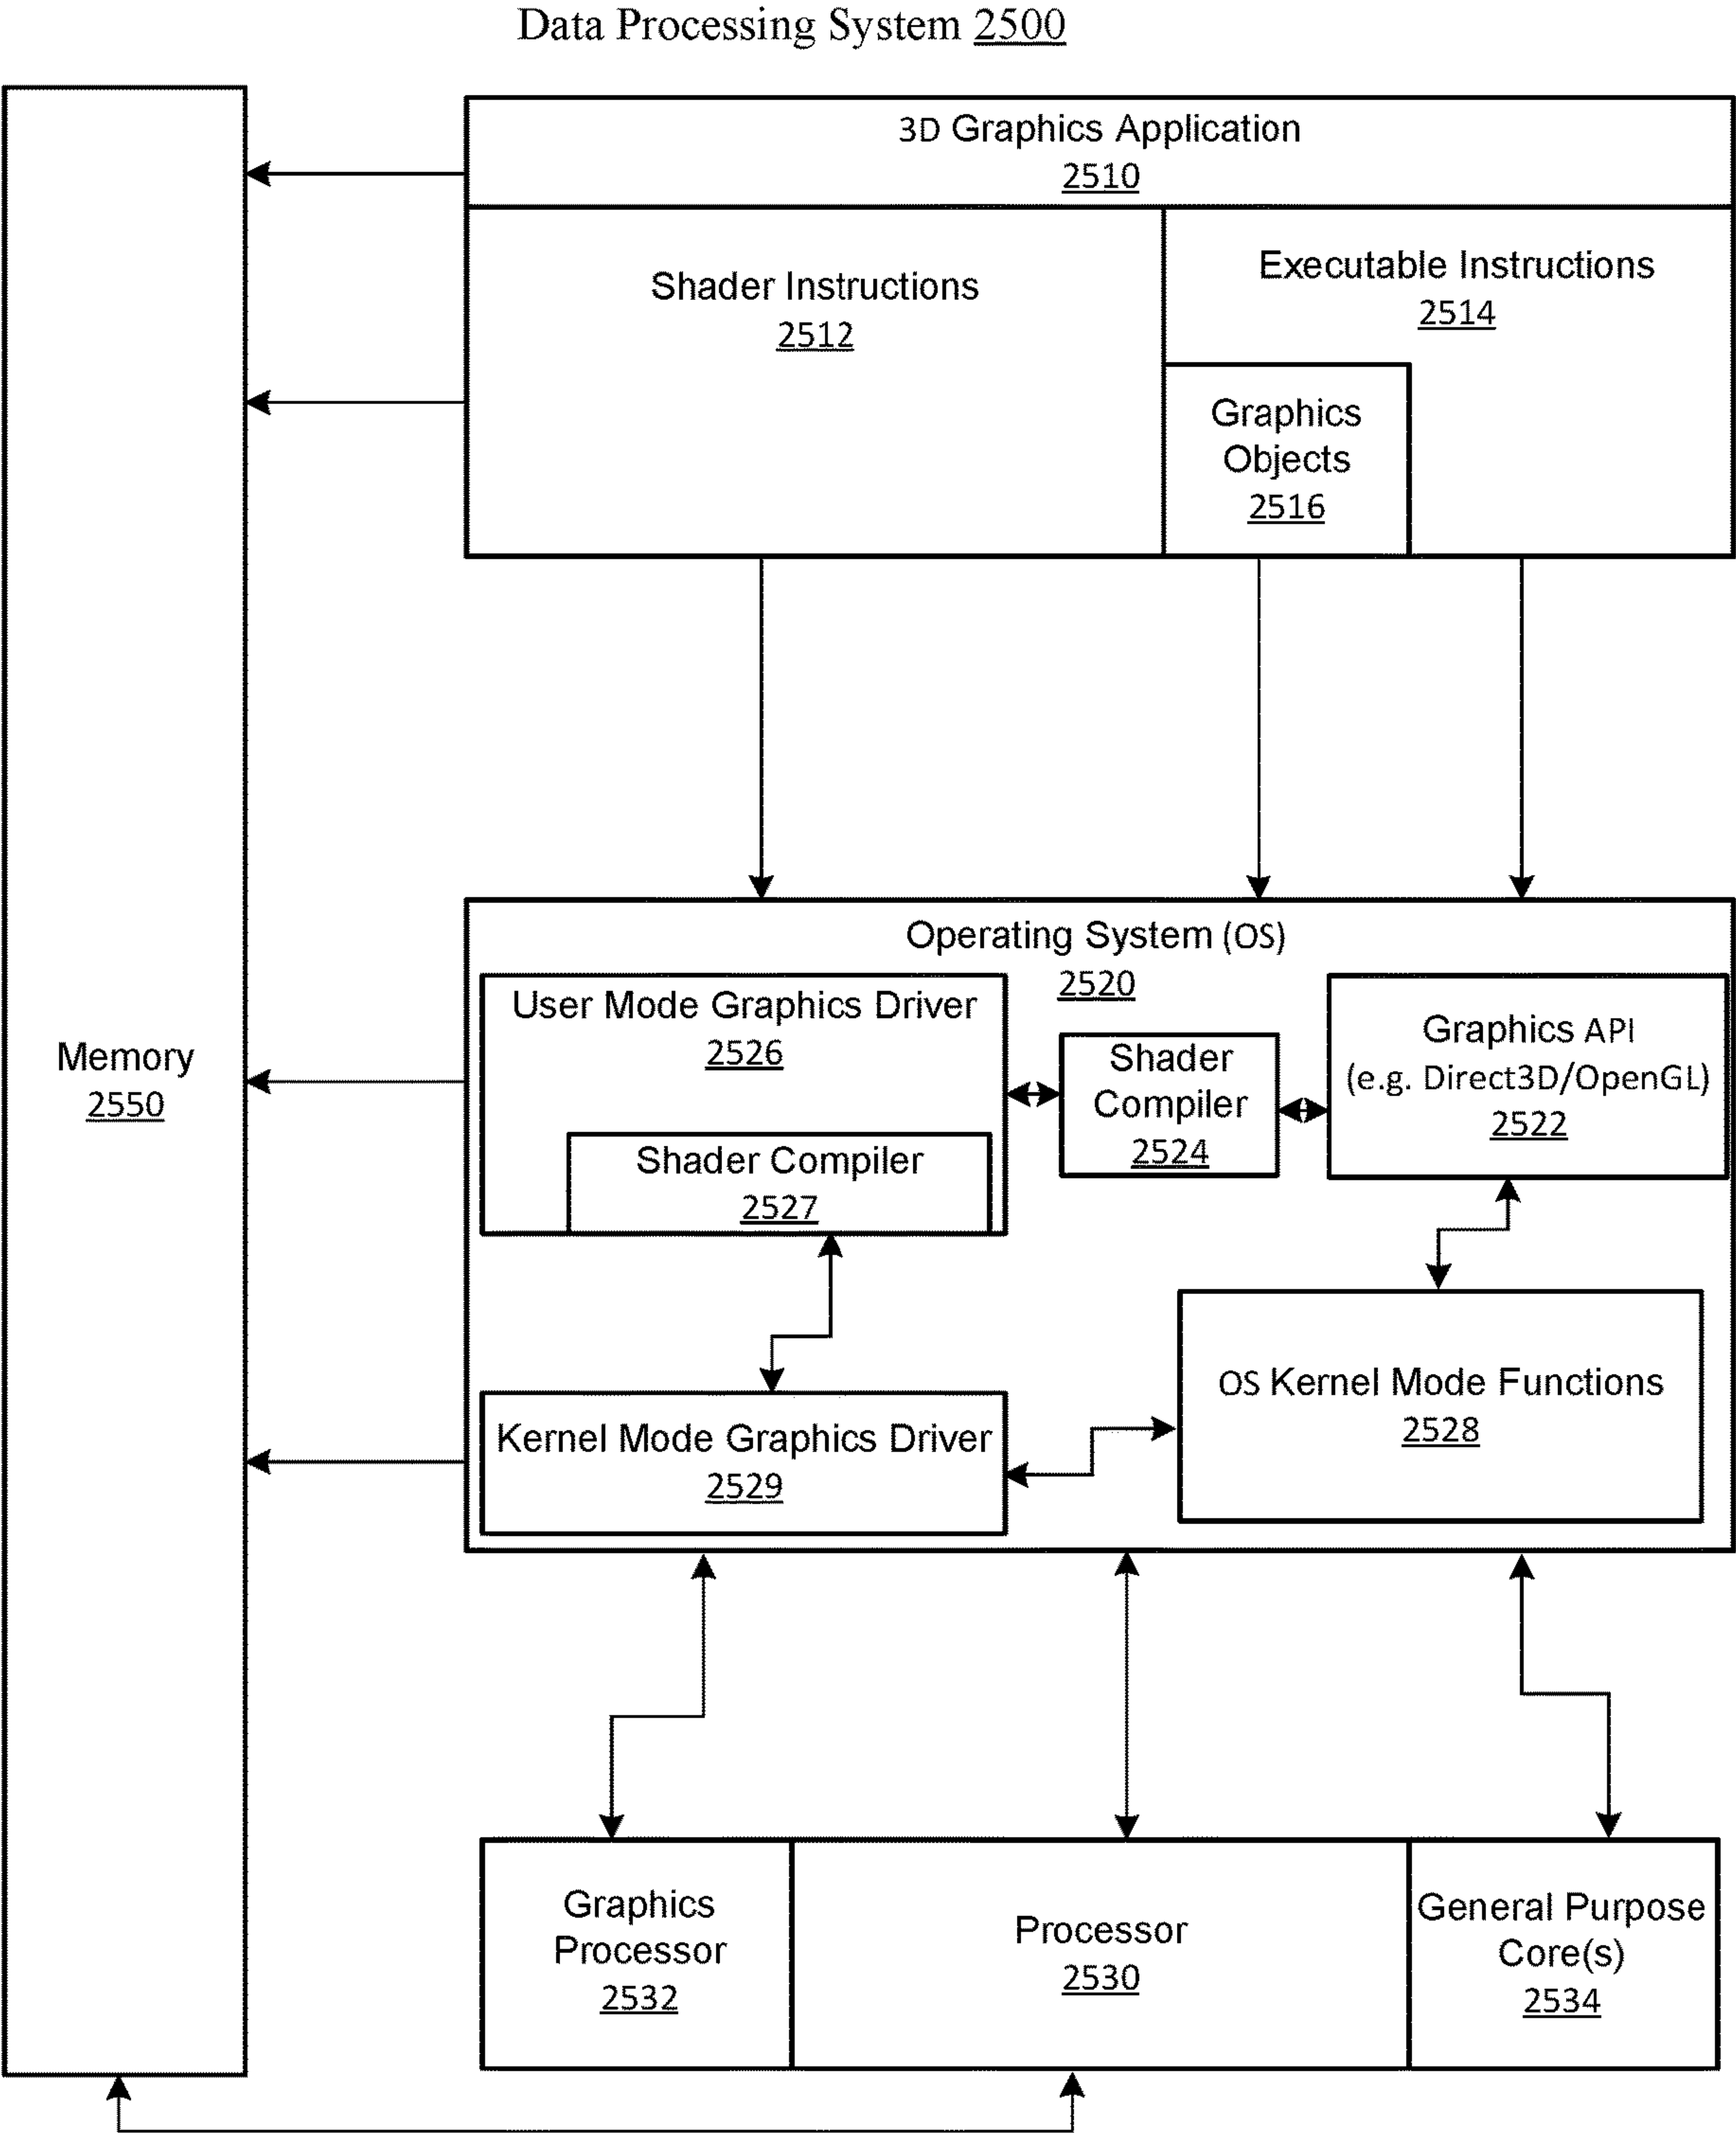 Data Processing System 2500
3D Graphics Application
2510
Shader Instructions
2512
Executable Instructions
2514
Graphics
Objects
2516
Operating System (OS)
2520
User Mode Graphics Driver
2526
Shader Compiler
2527
Shader
Compiler
2524
Graphics API
(e.g. Direct3D/OpenGL)
2522
Memory
2550
OS Kernel Mode Functions
2528
Kernel Mode Graphics Driver
2529
Graphics
Processor
2532
Processor
2530
General Purpose
Core(s)
2534